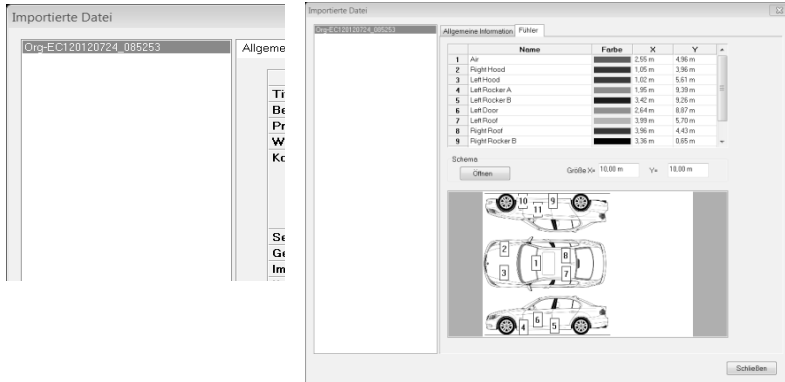 Importierte Datei
Org-EC120120724_085253
Allgeme
Ti
Be
Pr
W
Ko
Se
Ge
Im
Importierte Datei
Org-EC120120724_085253
Allgemeine Information Fühler
Name Farbe X Y
1 Air 2,55 m 4,96 m
2 Right Hood 1,05 m 3,96 m
3 Left Hood 1,02 m 5,61 m
4 Left Rocker A 1,95 m 9,39 m
5 Left Rocker B 3,42 m 9,26 m
6 Left Door 2,64 m 8,87 m
7 Left Roof 3,99 m 5,70 m
8 Right Roof 3,96 m 4,43 m
9 Right Rocker B 3,36 m 0,65 m
Schema
Öffnen Größe X= 10,00 m Y= 10,00 m
10 9
11
2
1 8
3 7
4 6 5
Schließen